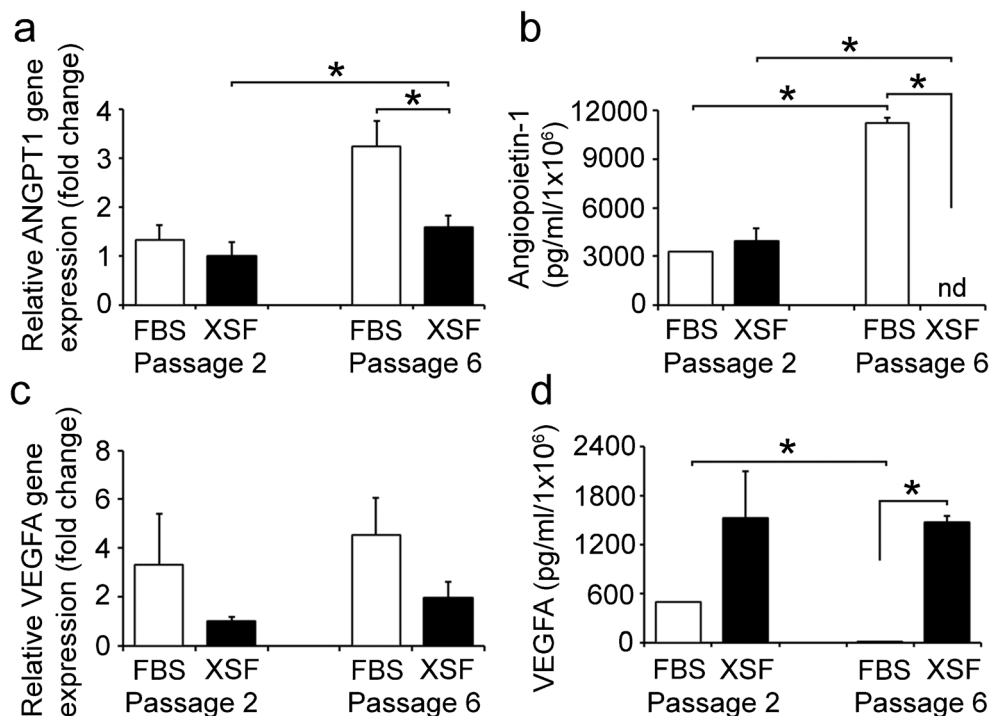 a
Relative ANGPT1 gene
expression (fold change)
4
3
2
1
0
*
*
FBS XSF FBS XSF
Passage 2 Passage 6
b
Angiopoietin-1
(pg/ml/1x10⁶)
12000
9000
6000
3000
0
*
*
*
nd
FBS XSF FBS XSF
Passage 2 Passage 6
c
Relative VEGFA gene
expression (fold change)
8
6
4
2
0
FBS XSF FBS XSF
Passage 2 Passage 6
d
VEGFA (pg/ml/1x10⁶)
2400
1800
1200
600
0
*
*
FBS XSF FBS XSF
Passage 2 Passage 6